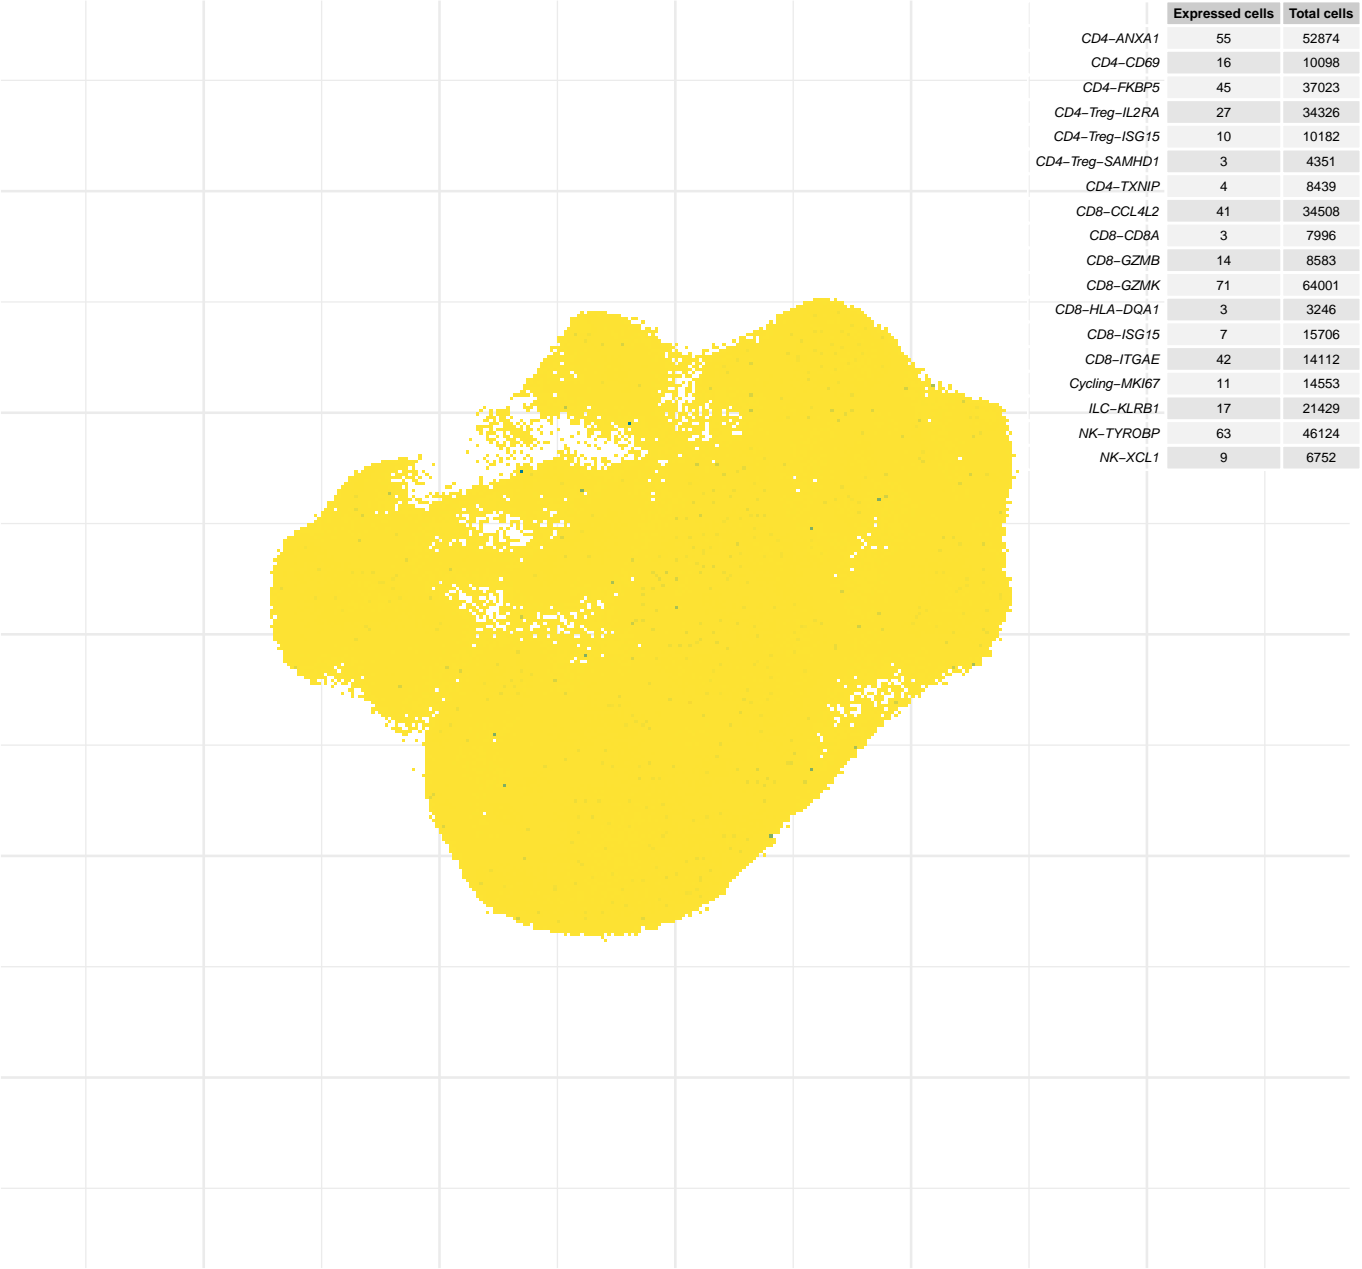 Expressed cells Total cells
CD4−ANXA1 55 52874
CD4−CD69 16 10098
CD4−FKBP5 45 37023
CD4−Treg−IL2RA 27 34326
CD4−Treg−ISG15 10 10182
CD4−Treg−SAMHD1 3 4351
CD4−TXNIP 4 8439
CD8−CCL4L2 41 34508
CD8−CD8A 3 7996
CD8−GZMB 14 8583
CD8−GZMK 71 64001
CD8−HLA−DQA1 3 3246
CD8−ISG15 7 15706
CD8−ITGAE 42 14112
Cycling−MKI67 11 14553
ILC−KLRB1 17 21429
NK−TYROBP 63 46124
NK−XCL1 9 6752